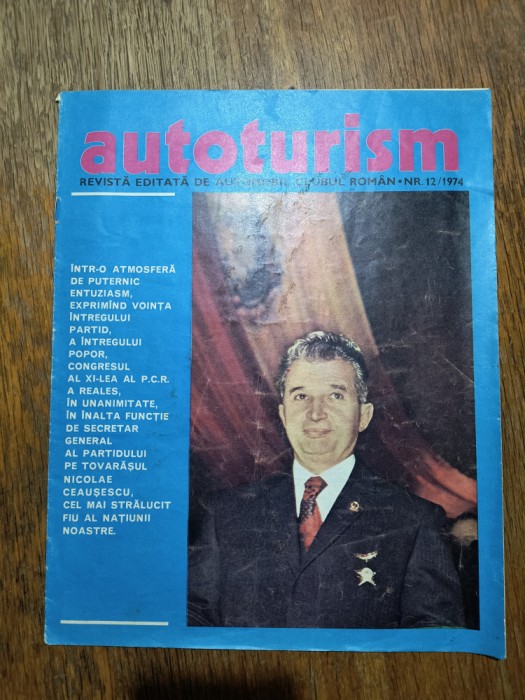 autoturism
REVISTĂ EDITATĂ DE AUTOMOBIL CLUBUL ROMÂN • NR. 12/1974
ÎNTR-O ATMOSFERĂ
DE PUTERNIC
ENTUZIASM,
EXPRIMÎND VOINȚA
ÎNTREGULUI
PARTID,
A ÎNTREGULUI
POPOR,
CONGRESUL
AL XI-LEA AL P.C.R.
A REALES,
ÎN UNANIMITATE,
ÎN ÎNALTA FUNCȚIE
DE SECRETAR
GENERAL
AL PARTIDULUI
PE TOVARĂȘUL
NICOLAE
CEAUȘESCU,
CEL MAI STRĂLUCIT
FIU AL NAȚIUNII
NOASTRE.